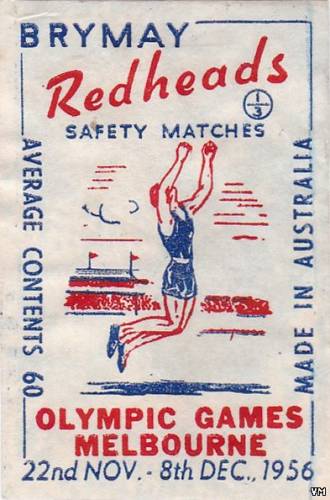 BRYMAY
Redheads
1
3
SAFETY MATCHES
AVERAGE CONTENTS 60
MADE IN AUSTRALIA
OLYMPIC GAMES
MELBOURNE
22nd NOV. - 8th DEC., 1956
VM